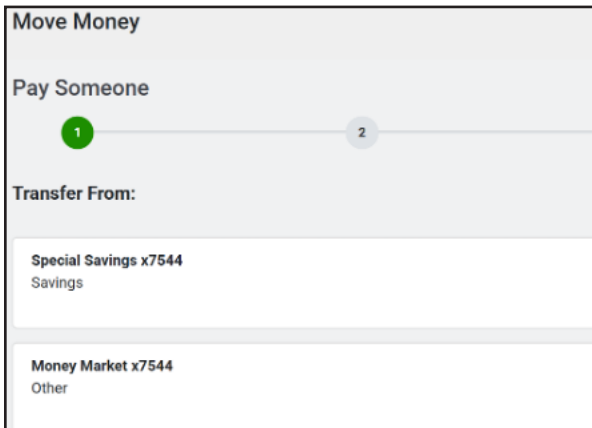 Move Money
Pay Someone
1
2
Transfer From:
Special Savings x7544
Savings
Money Market x7544
Other